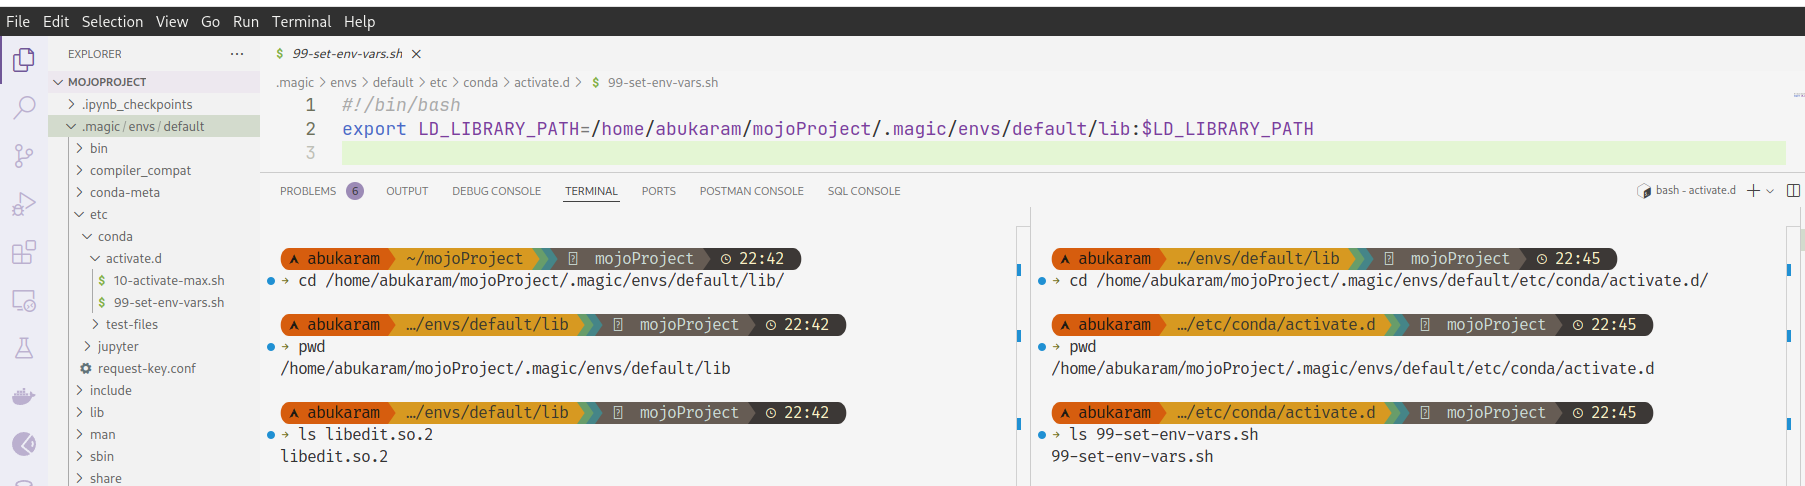 File Edit Selection View Go Run Terminal Help
EXPLORER ...
MOJOPROJECT
.ipynb_checkpoints
.magic / envs / default
bin
compiler_compat
conda-meta
etc
conda
activate.d
$ 10-activate-max.sh
$ 99-set-env-vars.sh
test-files
jupyter
request-key.conf
include
lib
man
sbin
share
$ 99-set-env-vars.sh
.magic > envs > default > etc > conda > activate.d > $ 99-set-env-vars.sh
1 #!/bin/bash
2 export LD_LIBRARY_PATH=/home/abukaram/mojoProject/.magic/envs/default/lib:$LD_LIBRARY_PATH
3
PROBLEMS 6 OUTPUT DEBUG CONSOLE TERMINAL PORTS POSTMAN CONSOLE SQL CONSOLE bash - activate.d
abukaram ~/mojoProject mojoProject 22:42
→ cd /home/abukaram/mojoProject/.magic/envs/default/lib/
abukaram …/envs/default/lib mojoProject 22:42
→ pwd
/home/abukaram/mojoProject/.magic/envs/default/lib
abukaram …/envs/default/lib mojoProject 22:42
→ ls libedit.so.2
libedit.so.2
abukaram …/envs/default/lib mojoProject 22:45
→ cd /home/abukaram/mojoProject/.magic/envs/default/etc/conda/activate.d/
abukaram …/etc/conda/activate.d mojoProject 22:45
→ pwd
/home/abukaram/mojoProject/.magic/envs/default/etc/conda/activate.d
abukaram …/etc/conda/activate.d mojoProject 22:45
→ ls 99-set-env-vars.sh
99-set-env-vars.sh